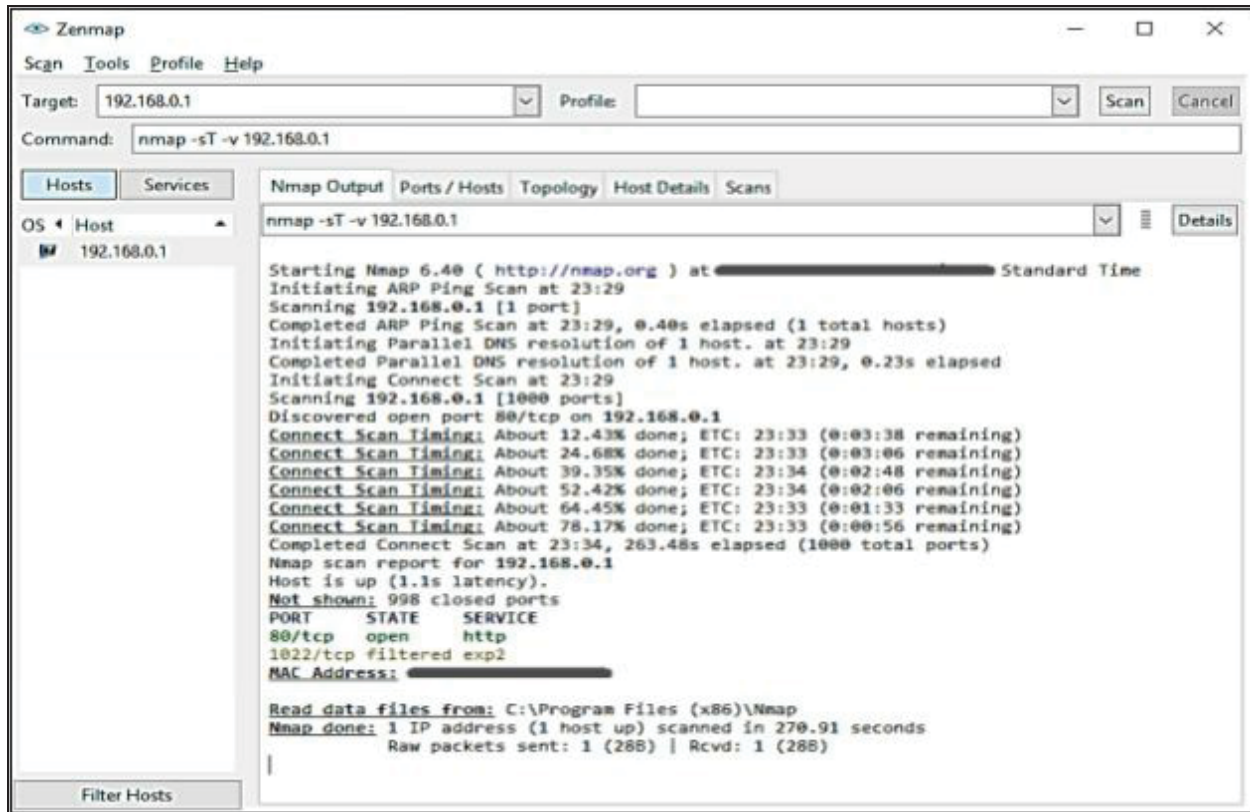 Zenmap
Scan Tools Profile Help
Target: 192.168.0.1 Profile: Scan Cancel
Command: nmap -sT -v 192.168.0.1
Hosts Services
Nmap Output Ports / Hosts Topology Host Details Scans
OS Host
nmap -sT -v 192.168.0.1 Details
192.168.0.1
Starting Nmap 6.40 ( http://nmap.org ) at Standard Time
Initiating ARP Ping Scan at 23:29
Scanning 192.168.0.1 [1 port]
Completed ARP Ping Scan at 23:29, 0.40s elapsed (1 total hosts)
Initiating Parallel DNS resolution of 1 host. at 23:29
Completed Parallel DNS resolution of 1 host. at 23:29, 0.23s elapsed
Initiating Connect Scan at 23:29
Scanning 192.168.0.1 [1000 ports]
Discovered open port 80/tcp on 192.168.0.1
Connect Scan Timing: About 12.43% done; ETC: 23:33 (0:03:38 remaining)
Connect Scan Timing: About 24.68% done; ETC: 23:33 (0:03:06 remaining)
Connect Scan Timing: About 39.35% done; ETC: 23:34 (0:02:48 remaining)
Connect Scan Timing: About 52.42% done; ETC: 23:34 (0:02:06 remaining)
Connect Scan Timing: About 64.45% done; ETC: 23:33 (0:01:33 remaining)
Connect Scan Timing: About 78.17% done; ETC: 23:33 (0:00:56 remaining)
Completed Connect Scan at 23:34, 263.48s elapsed (1000 total ports)
Nmap scan report for 192.168.0.1
Host is up (1.1s latency).
Not shown: 998 closed ports
PORT STATE SERVICE
80/tcp open http
1022/tcp filtered exp2
MAC Address:
Read data files from: C:\Program Files (x86)\Nmap
Nmap done: 1 IP address (1 host up) scanned in 270.91 seconds
Raw packets sent: 1 (28B) | Rcvd: 1 (28B)
Filter Hosts